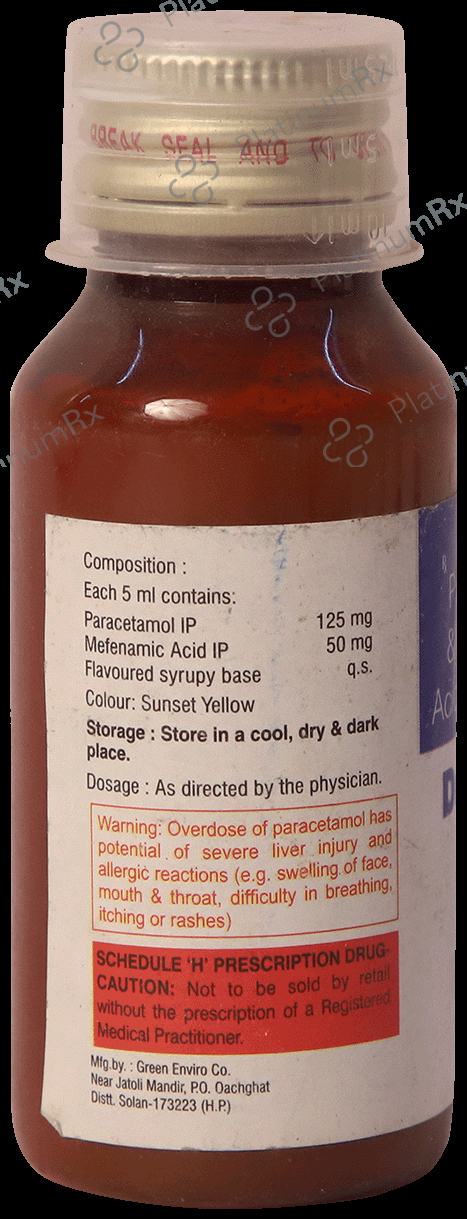 BREAK SEAL AND
PlatinumRx
PlatinumRx
PlatinumRx
Composition :
Each 5 ml contains:
Paracetamol IP 125 mg
Mefenamic Acid IP 50 mg
Flavoured syrupy base q.s.
Colour: Sunset Yellow
Storage : Store in a cool, dry & dark
place.
Dosage : As directed by the physician.
Warning: Overdose of paracetamol has
potential of severe liver injury and
allergic reactions (e.g. swelling of face,
mouth & throat, difficulty in breathing,
itching or rashes)
SCHEDULE 'H' PRESCRIPTION DRUG-
CAUTION: Not to be sold by retail
without the prescription of a Registered
Medical Practitioner.
Mfg.by. : Green Enviro Co.
Near Jatoli Mandir, P.O. Oachghat
Distt. Solan-173223 (H.P.)